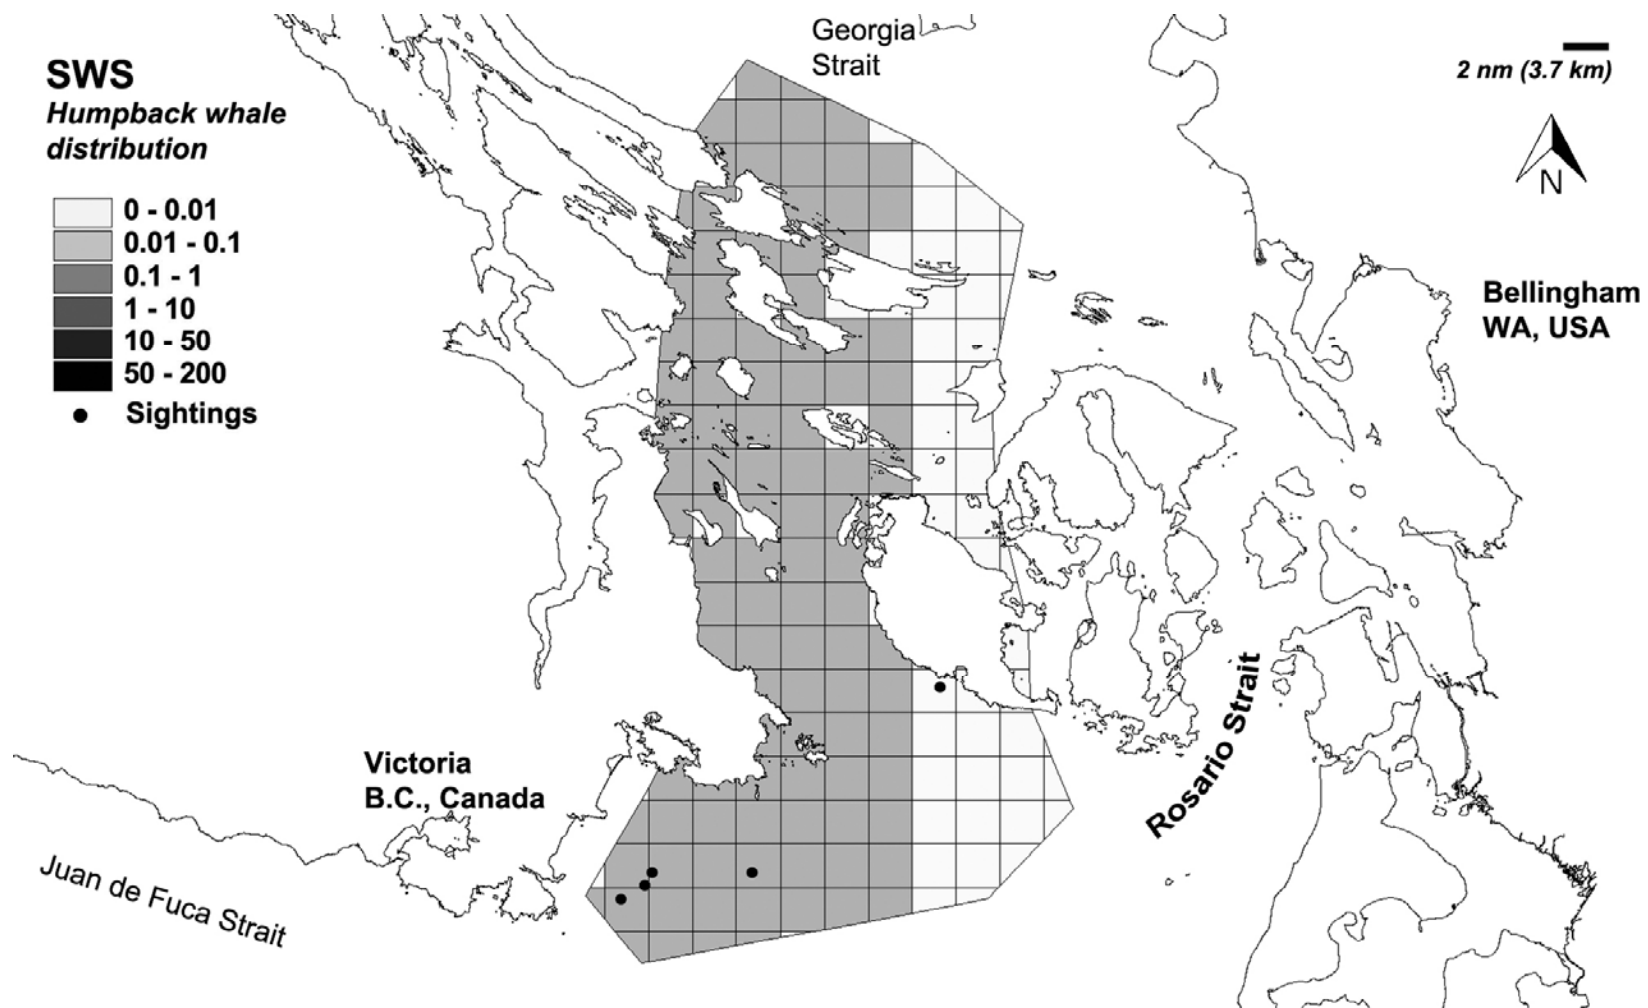 Georgia
Strait
SWS
Humpback whale
distribution
2 nm (3.7 km)
N
0 - 0.01
0.01 - 0.1
0.1 - 1
1 - 10
10 - 50
50 - 200
Sightings
Bellingham
WA, USA
Victoria
B.C., Canada
Rosario Strait
Juan de Fuca Strait